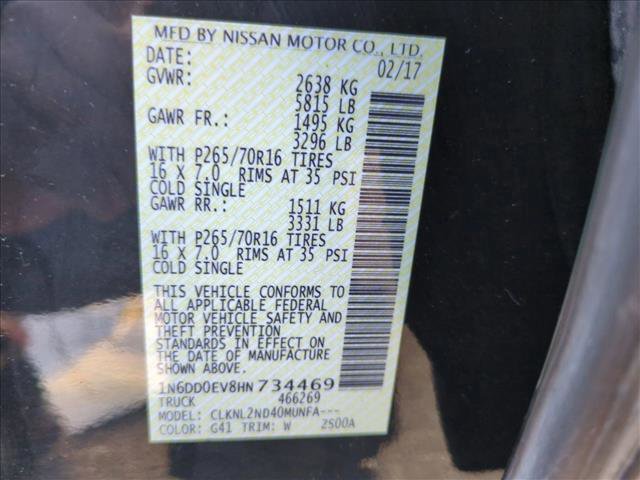 MFD BY NISSAN MOTOR CO., LTD.
DATE: 02/17
GVWR: 2638 KG
5815 LB
GAWR FR.: 1495 KG
3296 LB
WITH P265/70R16 TIRES
16 X 7.0 RIMS AT 35 PSI
COLD SINGLE
GAWR RR.: 1511 KG
3331 LB
WITH P265/70R16 TIRES
16 X 7.0 RIMS AT 35 PSI
COLD SINGLE
THIS VEHICLE CONFORMS TO
ALL APPLICABLE FEDERAL
MOTOR VEHICLE SAFETY AND
THEFT PREVENTION
STANDARDS IN EFFECT ON
THE DATE OF MANUFACTURE
SHOWN ABOVE.
1N6DD0EV8HN734469
TRUCK 466269
MODEL: CLKNL2ND40MUNFA---
COLOR: G41 TRIM: W 2S00A